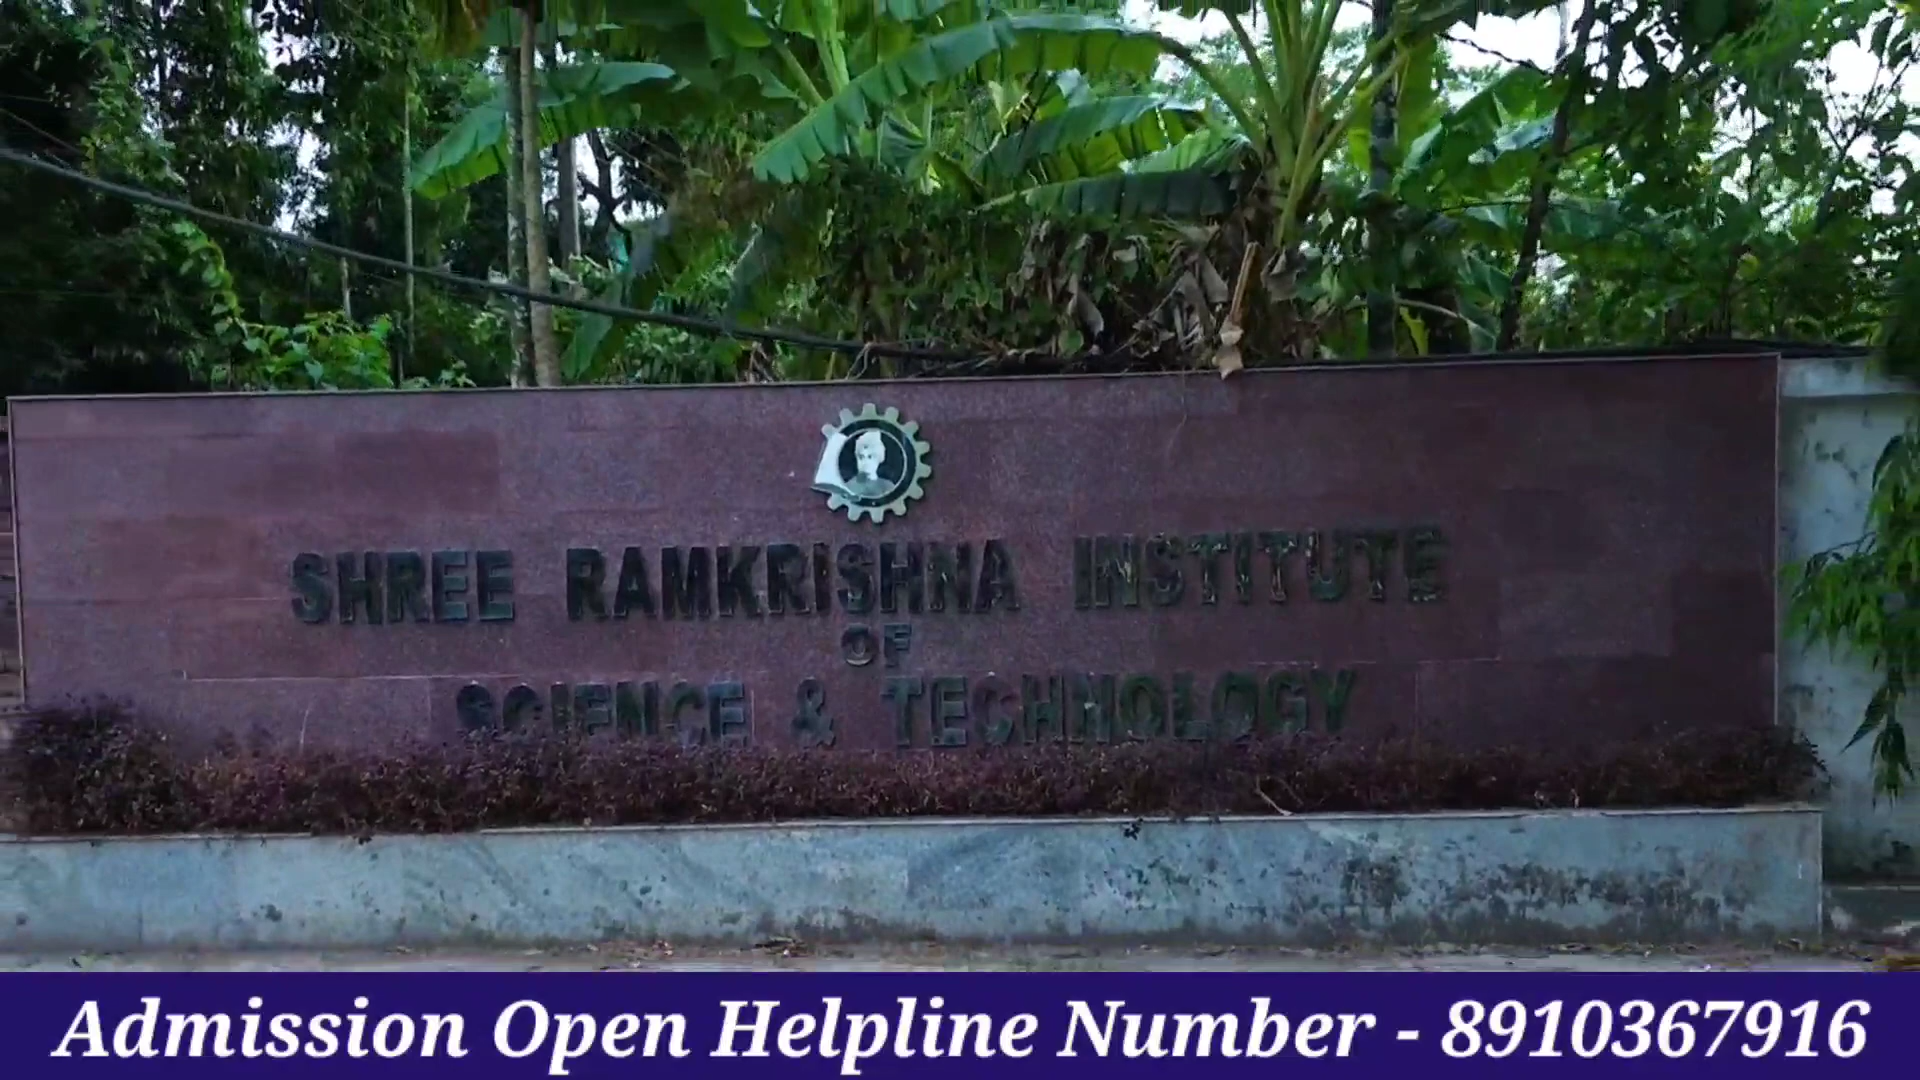 SHREE RAMKRISHNA INSTITUTE
OF
SCIENCE & TECHNOLOGY
Admission Open Helpline Number - 8910367916